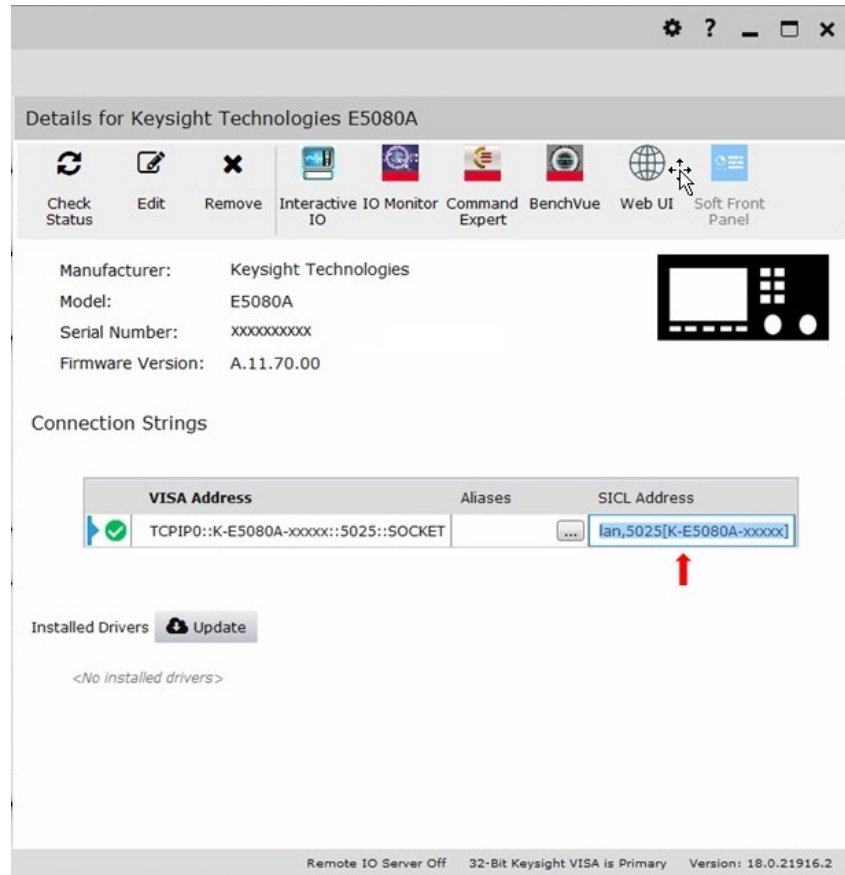 ?
Details for Keysight Technologies E5080A
Check Status
Edit
Remove
Interactive IO
IO Monitor
Command Expert
BenchVue
Web UI
Soft Front Panel
Manufacturer: Keysight Technologies
Model: E5080A
Serial Number: xxxxxxxxxx
Firmware Version: A.11.70.00
Connection Strings
VISA Address Aliases SICL Address
TCPIP0::K-E5080A-xxxxx::5025::SOCKET ... lan,5025[K-E5080A-xxxxx]
Installed Drivers Update
<No installed drivers>
Remote IO Server Off 32-Bit Keysight VISA is Primary Version: 18.0.21916.2